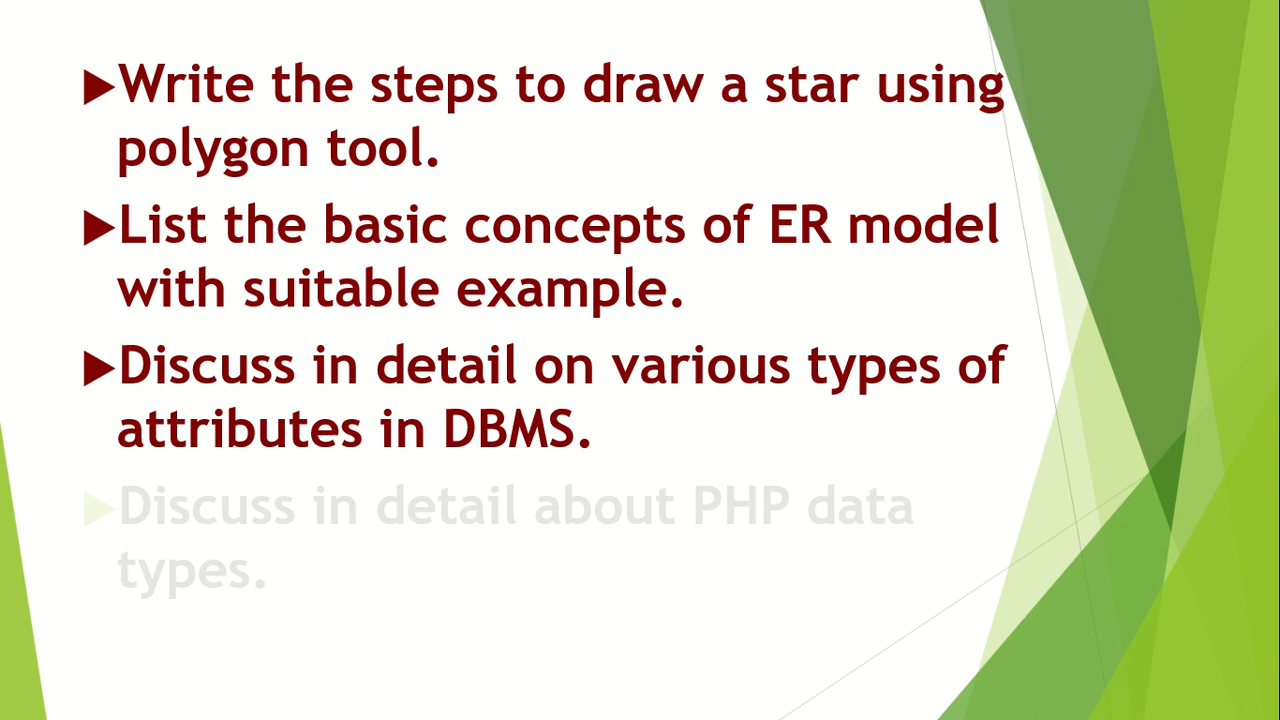 Write the steps to draw a star using
polygon tool.
List the basic concepts of ER model
with suitable example.
Discuss in detail on various types of
attributes in DBMS.
Discuss in detail about PHP data
types.